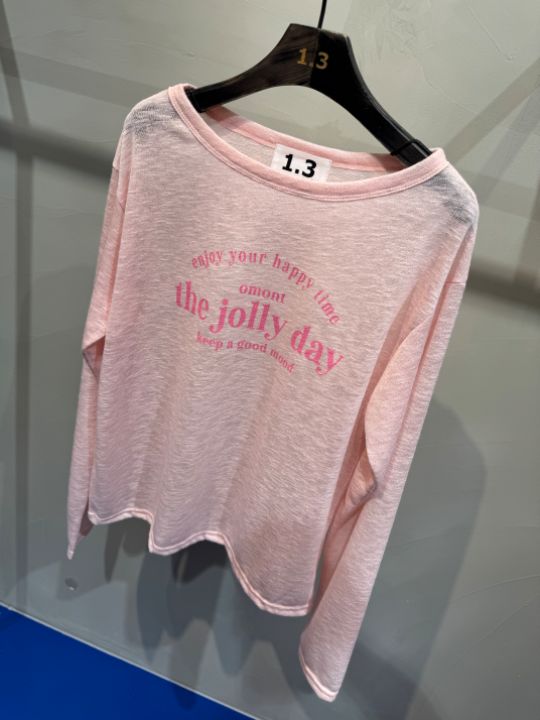 1.3
1.3
enjoy your happy time
omont
the jolly day
keep a good mood